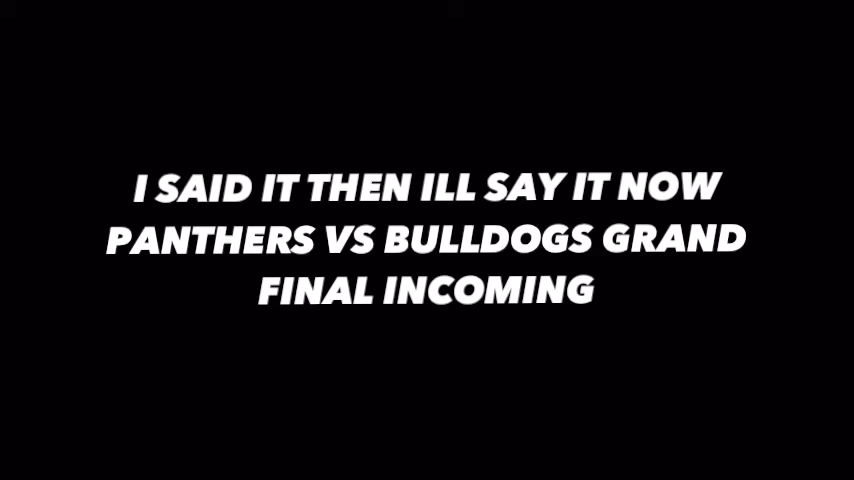 I SAID IT THEN ILL SAY IT NOW
PANTHERS VS BULLDOGS GRAND
FINAL INCOMING